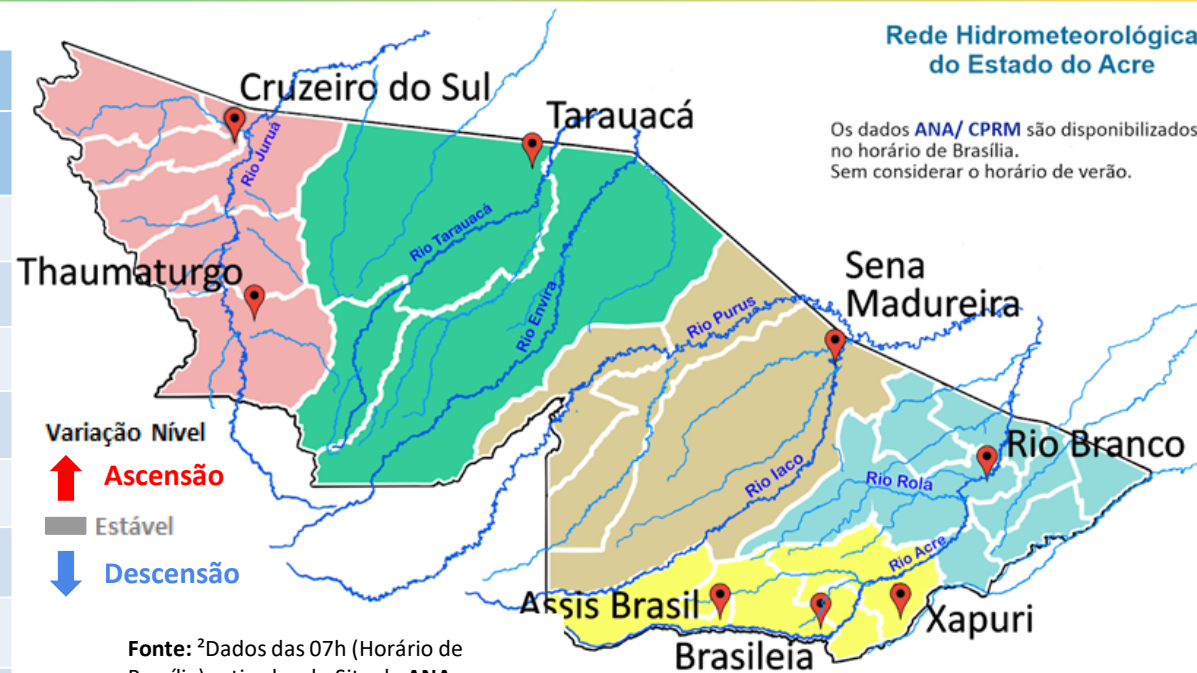 Rede Hidrometeorológica
do Estado do Acre
Os dados ANA/ CPRM são disponibilizados
no horário de Brasília.
Sem considerar o horário de verão.
Cruzeiro do Sul
Tarauacá
Rio Juruá
Rio Tarauacá
Thaumaturgo
Sena
Madureira
Rio Envira
Rio Purus
Variação Nível
Ascensão
Estável
Descensão
Rio Branco
Rio Iaco
Rio Rola
Rio Acre
Assis Brasil
Xapuri
Brasileia
Fonte: ²Dados das 07h (Horário de